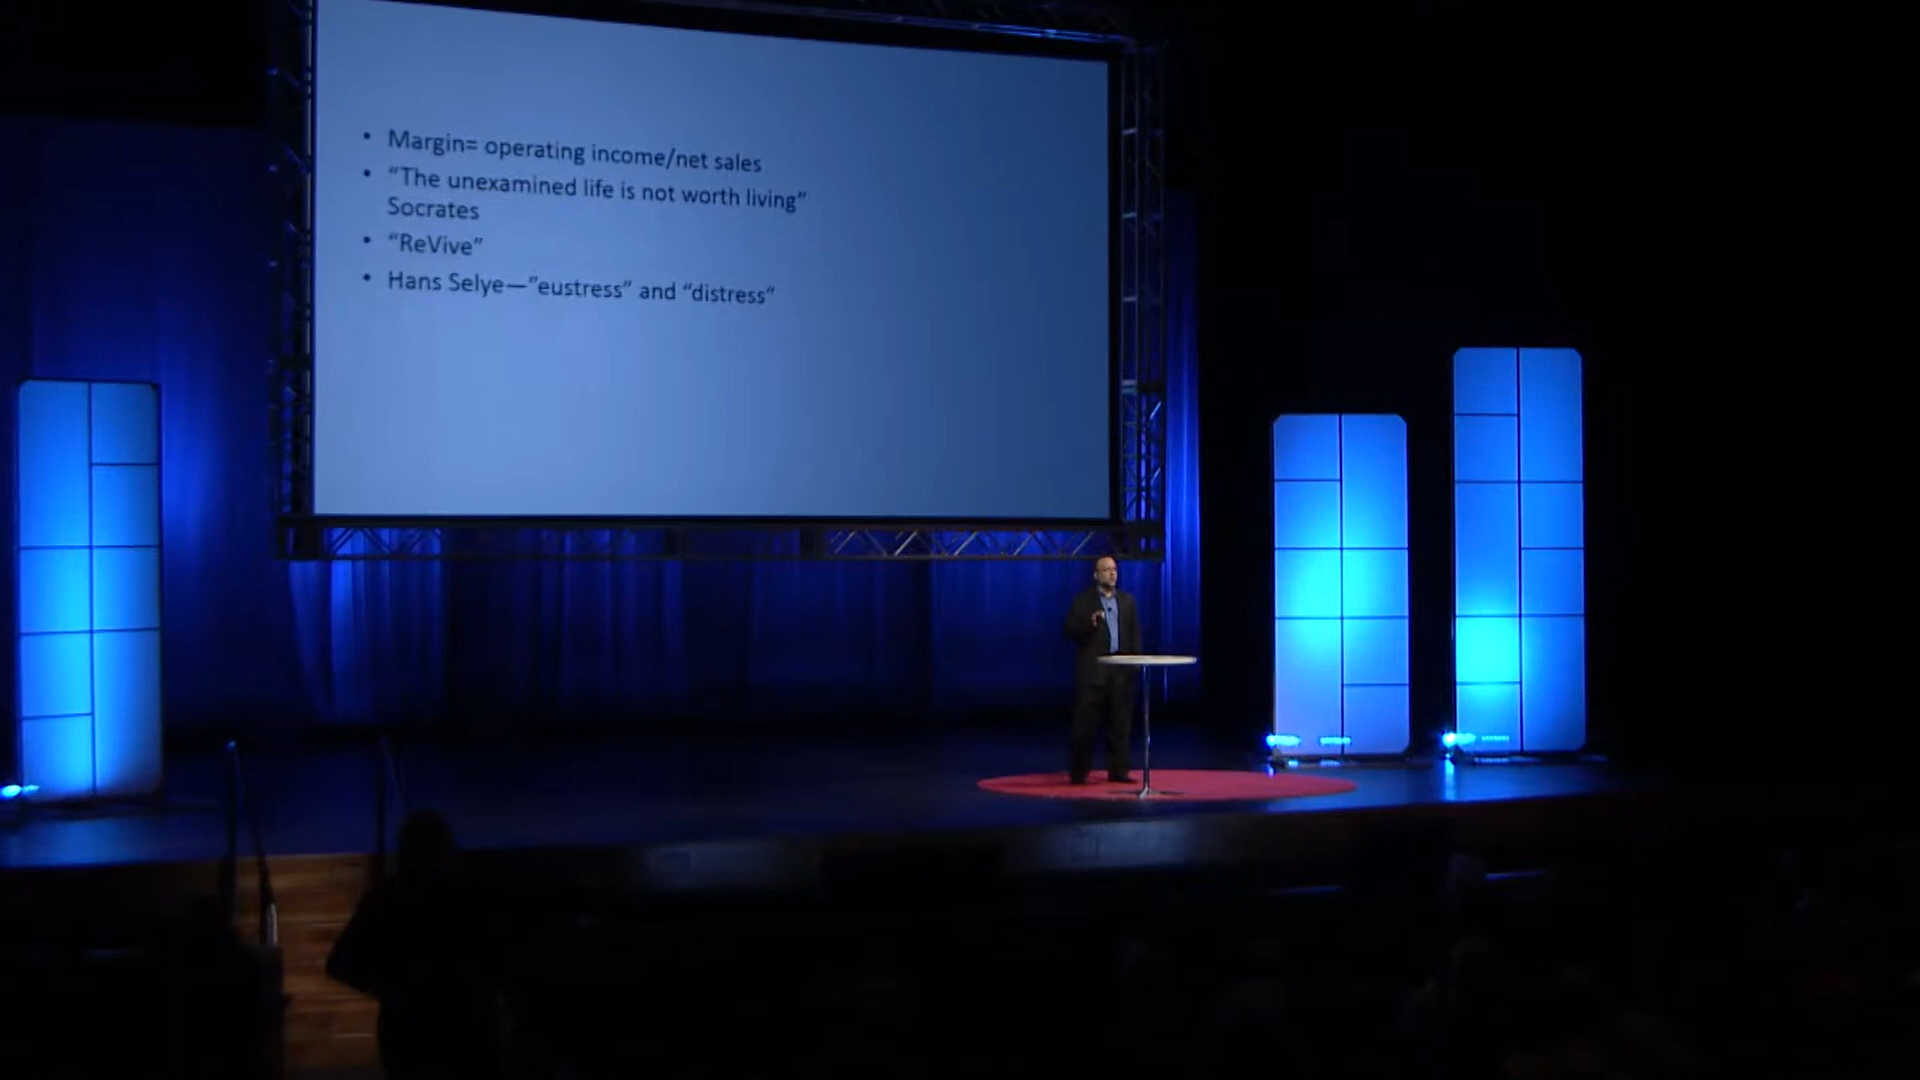 • Margin= operating income/net sales
• “The unexamined life is not worth living”
Socrates
• “ReVive”
• Hans Selye—”eustress” and “distress”